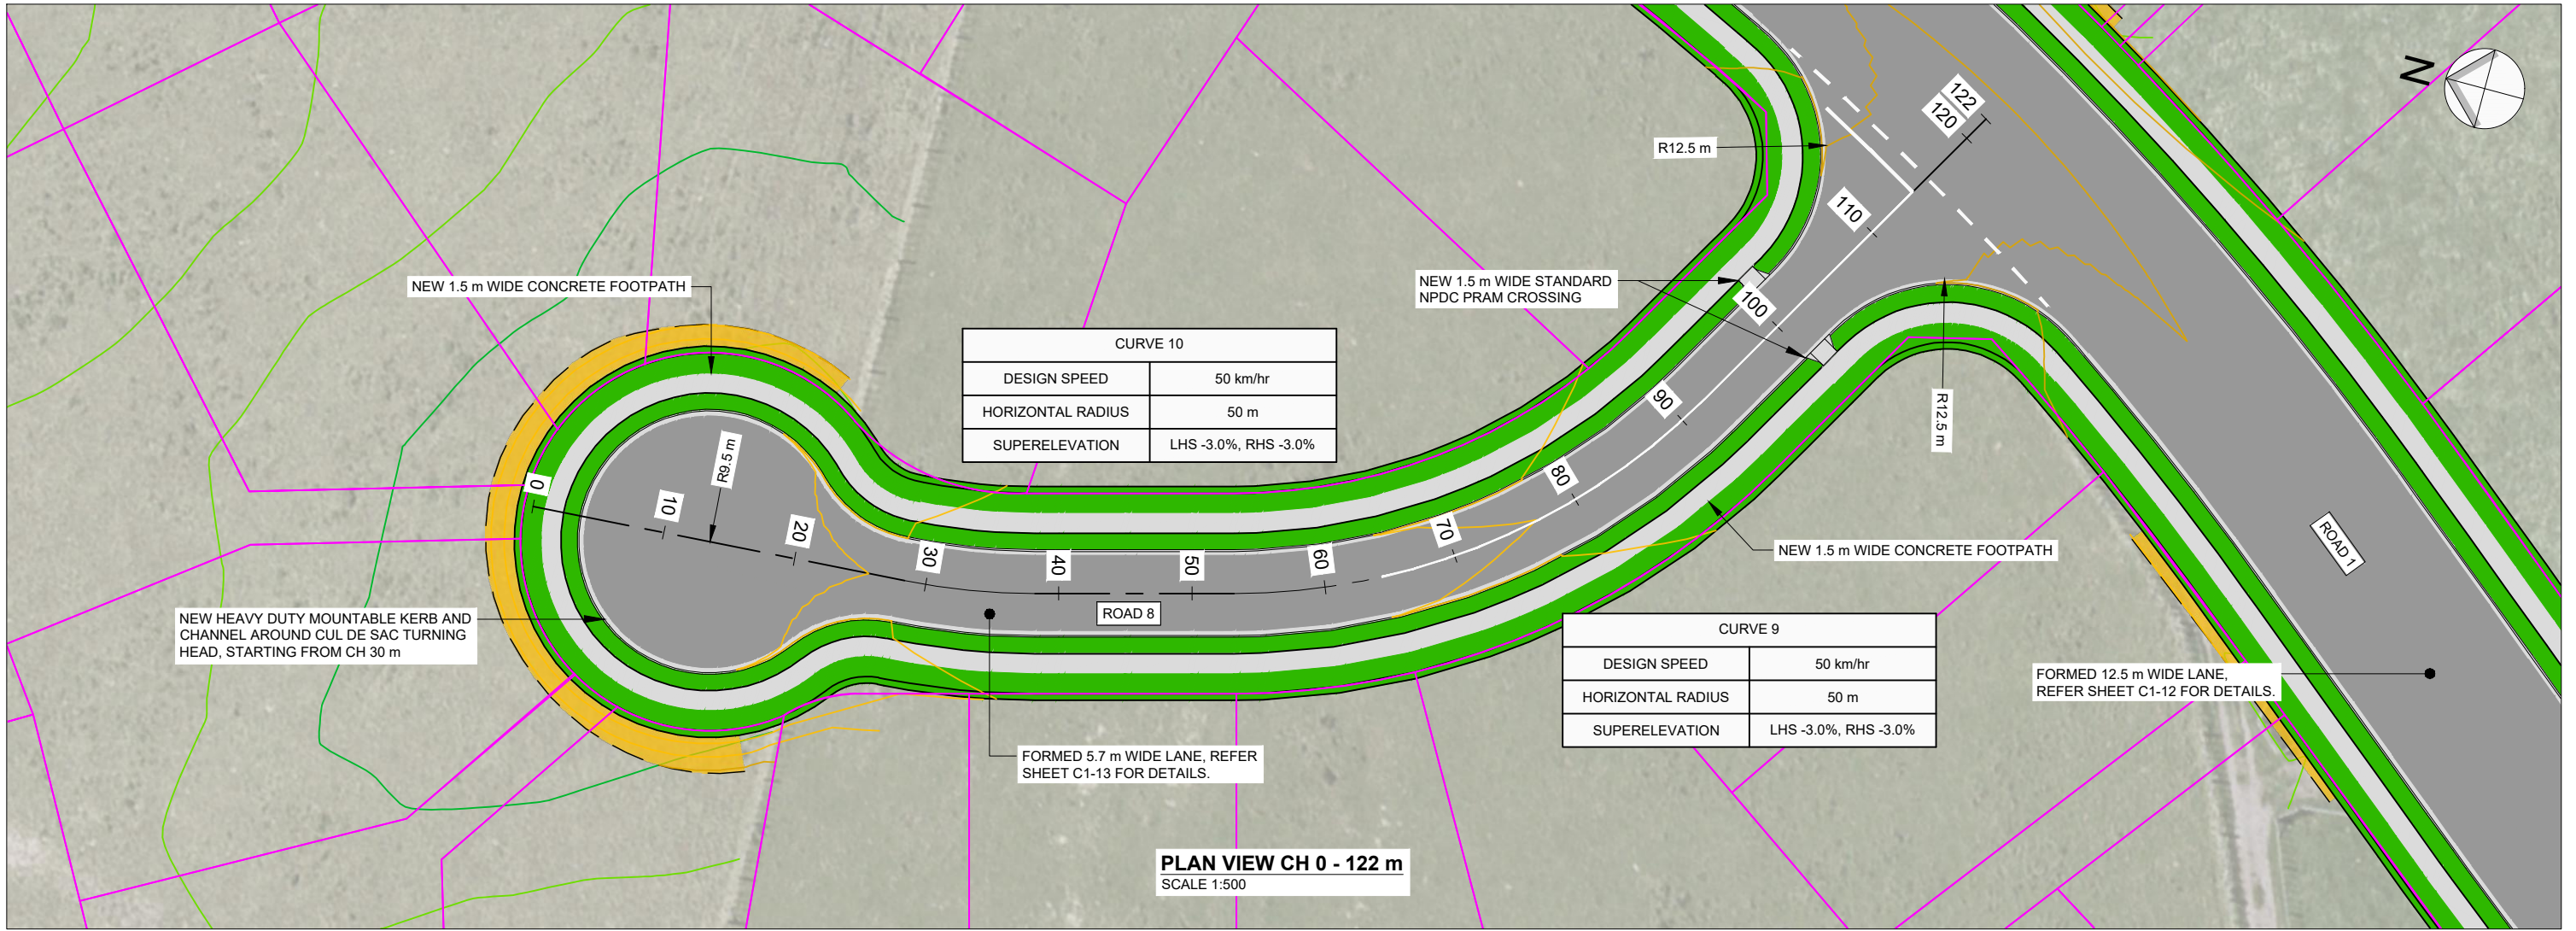 N
122
120
R12.5 m
110
NEW 1.5 m WIDE CONCRETE FOOTPATH
NEW 1.5 m WIDE STANDARD
NPDC PRAM CROSSING
100
CURVE 10
DESIGN SPEED 50 km/hr
HORIZONTAL RADIUS 50 m
SUPERELEVATION LHS -3.0%, RHS -3.0%
90
R12.5 m
R9.5 m
0
10
20
30
40
50
60
70
80
ROAD 1
NEW 1.5 m WIDE CONCRETE FOOTPATH
ROAD 8
NEW HEAVY DUTY MOUNTABLE KERB AND
CHANNEL AROUND CUL DE SAC TURNING
HEAD, STARTING FROM CH 30 m
CURVE 9
DESIGN SPEED 50 km/hr
HORIZONTAL RADIUS 50 m
SUPERELEVATION LHS -3.0%, RHS -3.0%
FORMED 12.5 m WIDE LANE,
REFER SHEET C1-12 FOR DETAILS.
FORMED 5.7 m WIDE LANE, REFER
SHEET C1-13 FOR DETAILS.
PLAN VIEW CH 0 - 122 m
SCALE 1:500